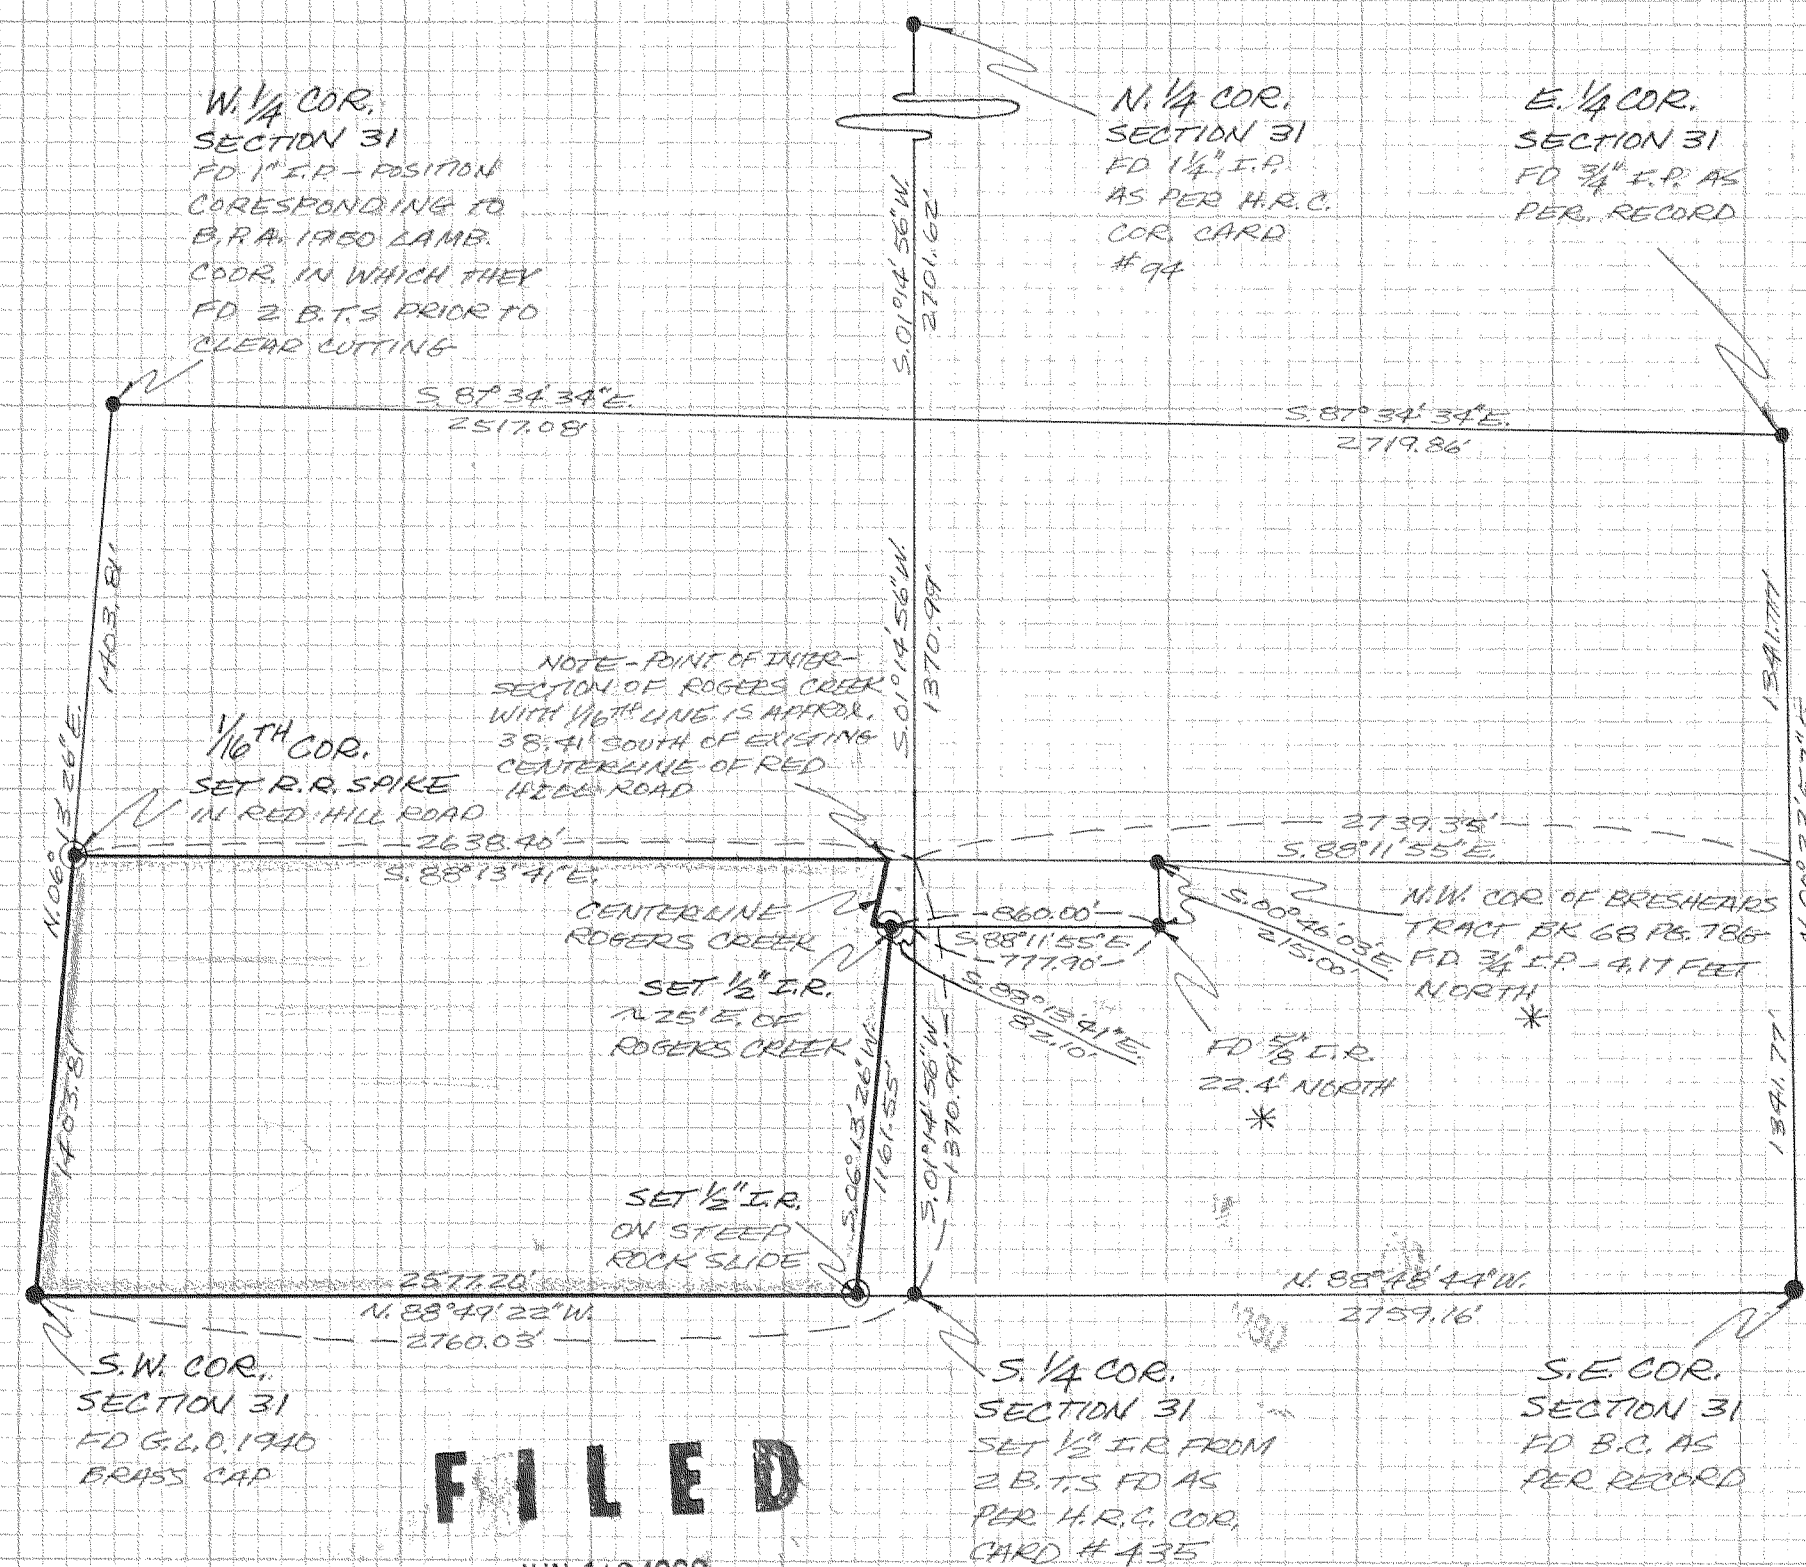 W. 1/4 COR.
SECTION 31
FD 1" I.P. - POSITION
CORESPONDING TO
B.P.A. 1950 LAMB.
COOR. IN WHICH THEY
FD 2 B.T.S PRIOR TO
CLEAR CUTTING
N. 1/4 COR.
SECTION 31
FD 1 1/4" I.P.
AS PER H.R.C.
COR. CARD
#94
E. 1/4 COR.
SECTION 31
FD 3/4" I.P. AS
PER. RECORD
S.01°14'56"W.
2701.62'
S. 87°34'34"E.
2517.08'
S. 87°34'34"E.
2719.86'
1403.81'
N.06°13'26"E.
1/16TH COR.
SET R.R. SPIKE
IN RED HILL ROAD
NOTE - POINT OF INTER-
SECTION OF ROGERS CREEK
WITH 1/16TH LINE IS APPROX.
38.41' SOUTH OF EXISTING
CENTERLINE OF RED
HILL ROAD
S.01°14'56"W.
1370.99'
1341.77'
2638.40'
S. 88°13'41"E.
2739.35'
S. 88°11'55"E.
CENTERLINE
ROGERS CREEK
860.00'
S.88°11'55"E.
777.90'
S.00°46'03"E.
215.00'
N.W. COR. OF BRESHEARS
TRACT BK 68 PG. 786
FD. 3/4" I.P. - 4.17 FEET
NORTH
*
SET 1/2" I.R.
~25' E. OF
ROGERS CREEK
S.88°13'41"E.
82.10'
FD 5/8" I.R.
22.4' NORTH
*
1403.81'
S.06°13'26"W.
1161.55'
S.01°14'56"W.
1370.99'
1341.77'
SET 1/2" I.R.
ON STEEP
ROCK SLIDE
2577.20'
N. 88°49'22"W.
2760.03'
N. 88°48'44"W.
2759.16'
S.W. COR.
SECTION 31
FD G.L.O. 1940
BRASS CAP
S. 1/4 COR.
SECTION 31
SET 1/2" I.R. FROM
2 B.T.S FD AS
PER H.R.C. COR.
CARD #435
S.E. COR.
SECTION 31
FD B.C. AS
PER RECORD
FILED